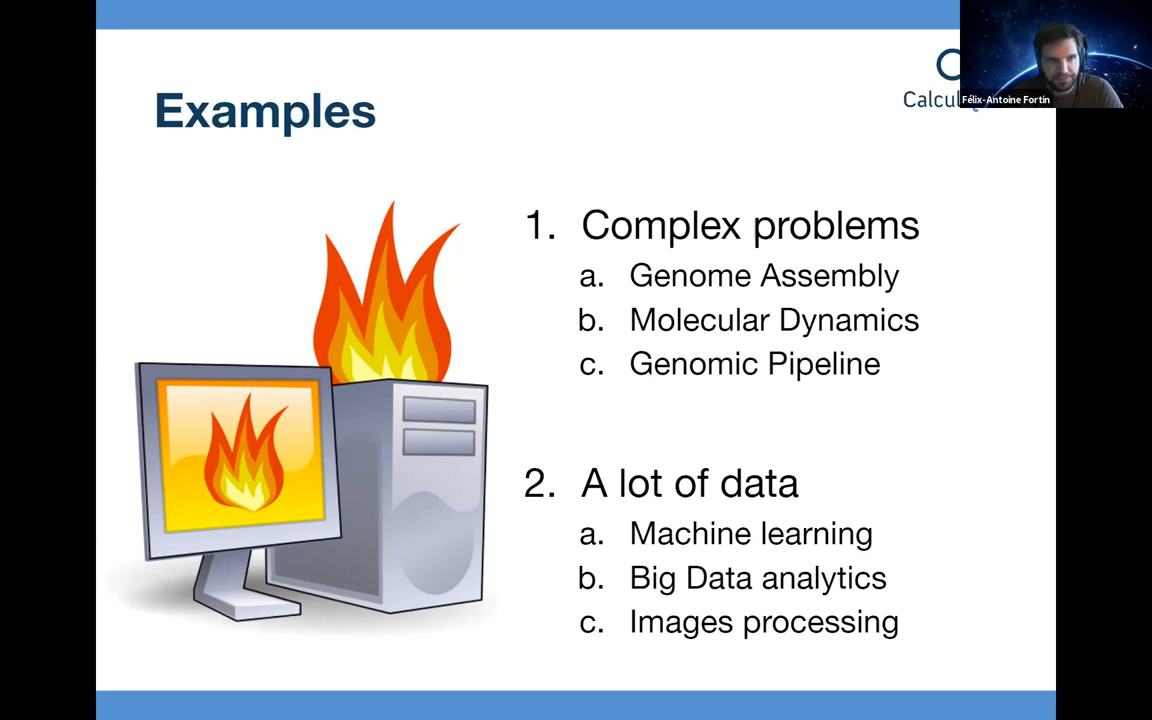 Félix-Antoine Fortin
Examples
1. Complex problems
a. Genome Assembly
b. Molecular Dynamics
c. Genomic Pipeline
2. A lot of data
a. Machine learning
b. Big Data analytics
c. Images processing